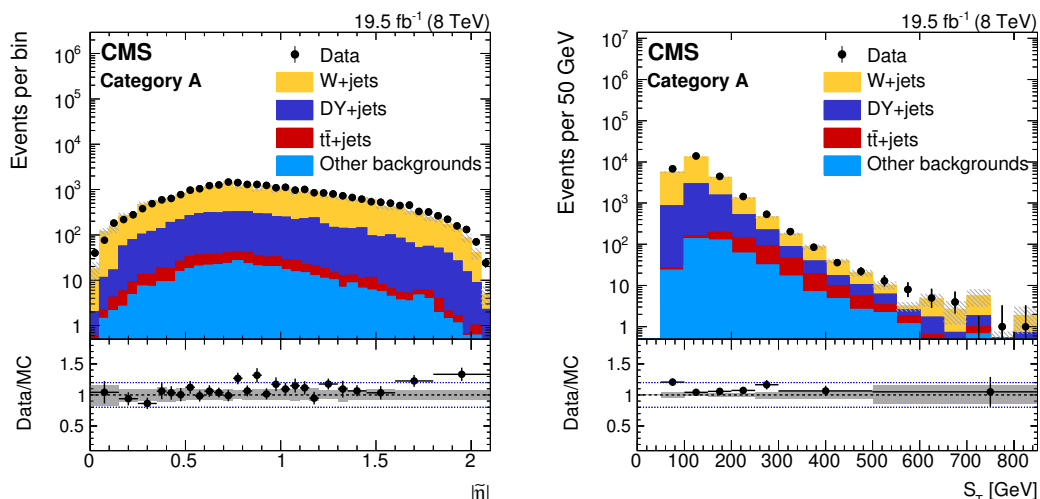 19.5 fb⁻¹ (8 TeV)
CMS
Category A
Data
W+jets
DY+jets
tt̄+jets
Other backgrounds
Events per bin
10⁶
10⁵
10⁴
10³
10²
10
1
Data/MC
1.5
1
0.5
0 0.5 1 1.5 2
|η̃|
19.5 fb⁻¹ (8 TeV)
CMS
Category A
Data
W+jets
DY+jets
tt̄+jets
Other backgrounds
Events per 50 GeV
10⁷
10⁶
10⁵
10⁴
10³
10²
10
1
Data/MC
1.5
1
0.5
0 100 200 300 400 500 600 700 800
[GeV]